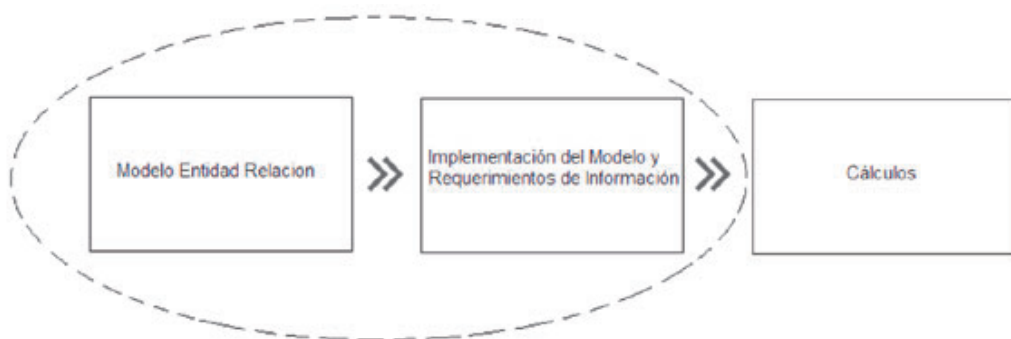 Modelo Entidad Relacion
Implementación del Modelo y
Requerimientos de Información
Cálculos